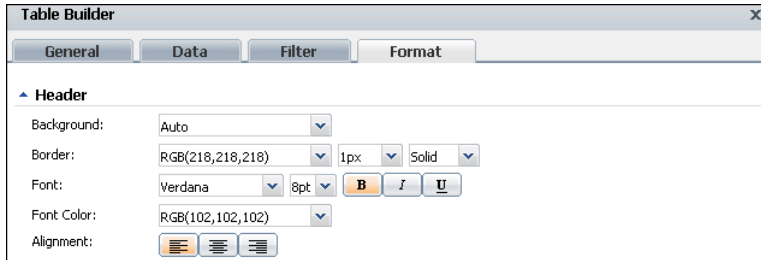 Table Builder x
General Data Filter Format
Header
Background: Auto
Border: RGB(218,218,218) 1px Solid
Font: Verdana 8pt B I U
Font Color: RGB(102,102,102)
Alignment: